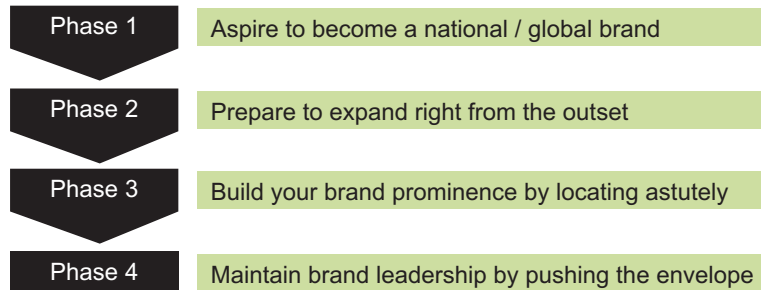 Phase 1
Aspire to become a national / global brand
Phase 2
Prepare to expand right from the outset
Phase 3
Build your brand prominence by locating astutely
Phase 4
Maintain brand leadership by pushing the envelope